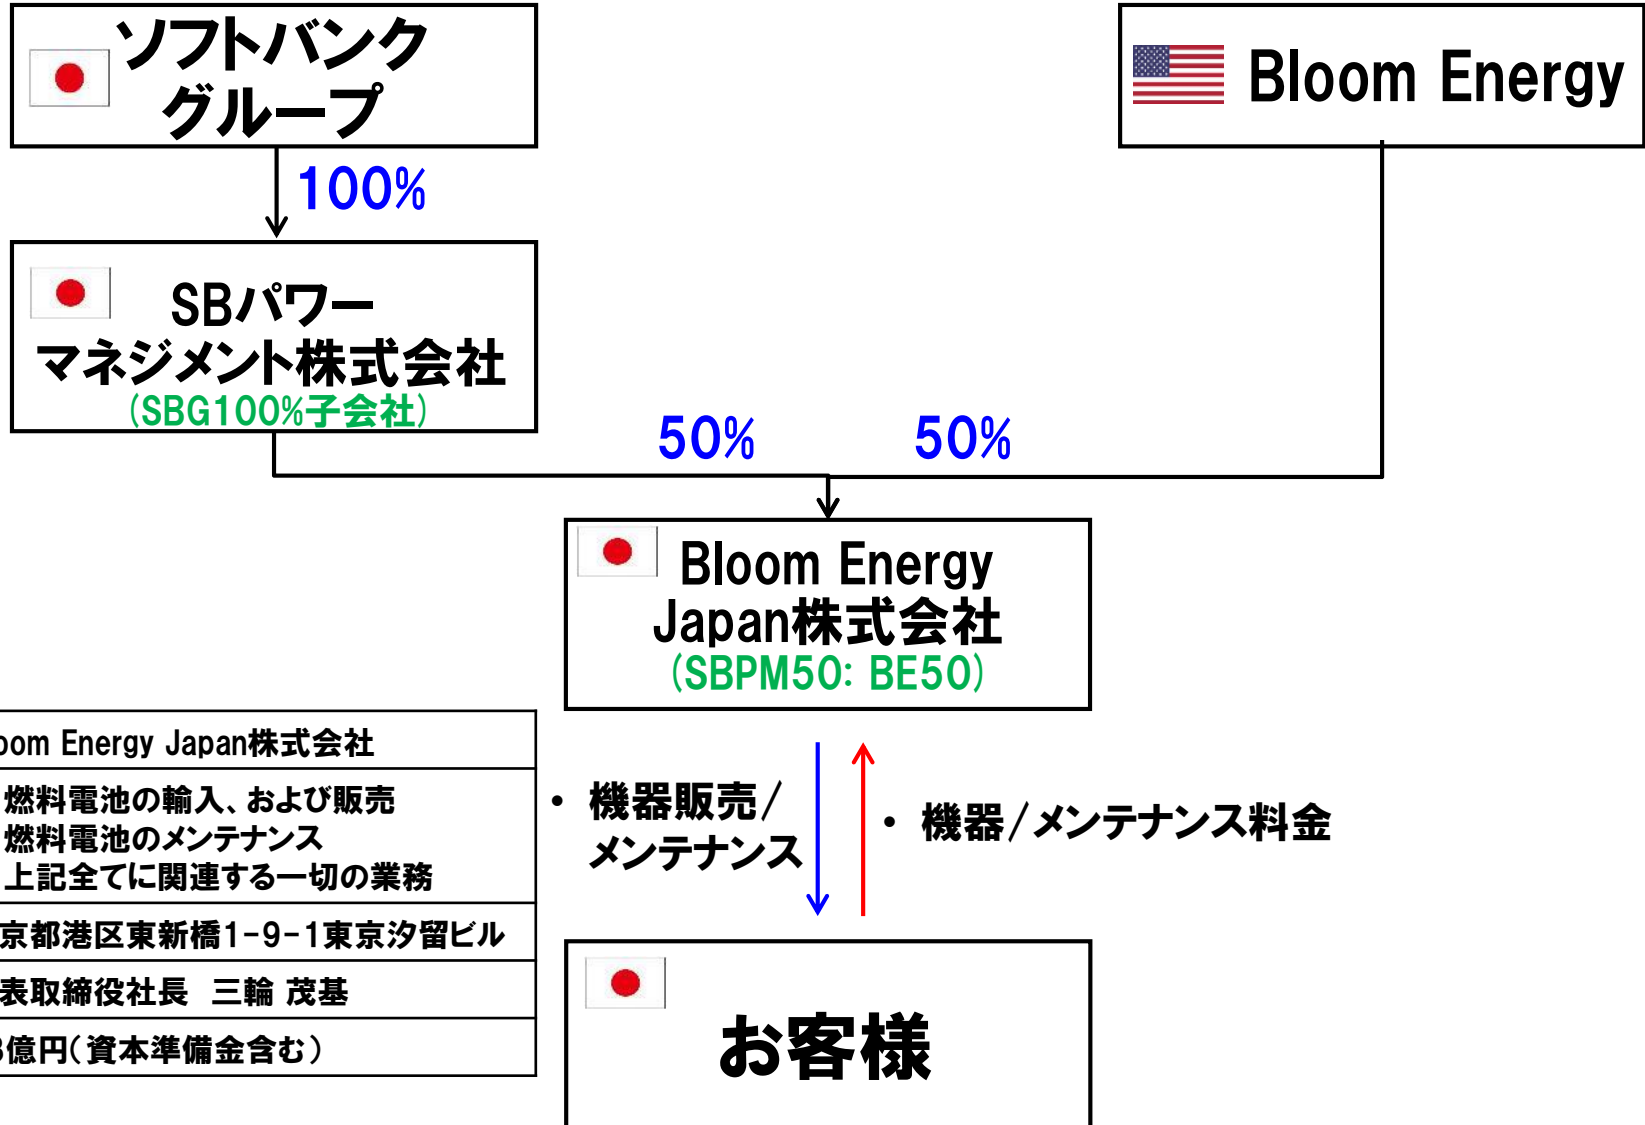 ソフトバンク
グループ
Bloom Energy
100%
SBパワー
マネジメント株式会社
(SBG100%子会社)
50%
50%
Bloom Energy
Japan株式会社
(SBPM50: BE50)
oom Energy Japan株式会社
燃料電池の輸入、および販売
燃料電池のメンテナンス
上記全てに関連する一切の業務
京都港区東新橋1-9-1東京汐留ビル
表取締役社長 三輪 茂基
億円(資本準備金含む)
・ 機器販売/
メンテナンス
・ 機器/メンテナンス料金
お客様